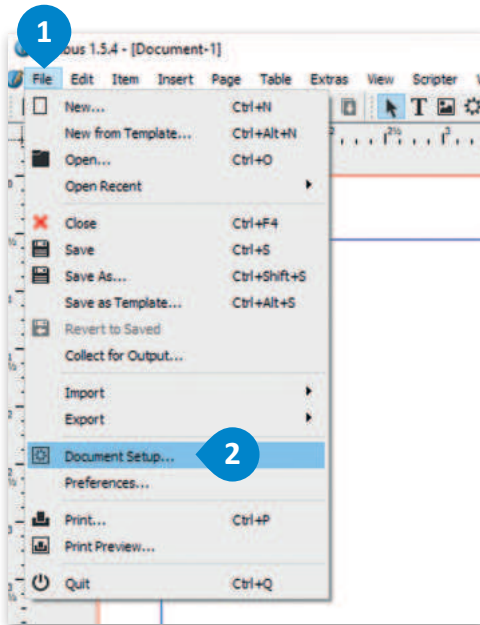 1
bus 1.5.4 - [Document-1]
File Edit Item Insert Page Table Extras View Scripter
New... Ctrl+N
New from Template... Ctrl+Alt+N
Open... Ctrl+O
Open Recent
Close Ctrl+F4
Save Ctrl+S
Save As... Ctrl+Shift+S
Save as Template... Ctrl+Alt+S
Revert to Saved
Collect for Output...
Import
Export
Document Setup... 2
Preferences...
Print... Ctrl+P
Print Preview...
Quit Ctrl+Q